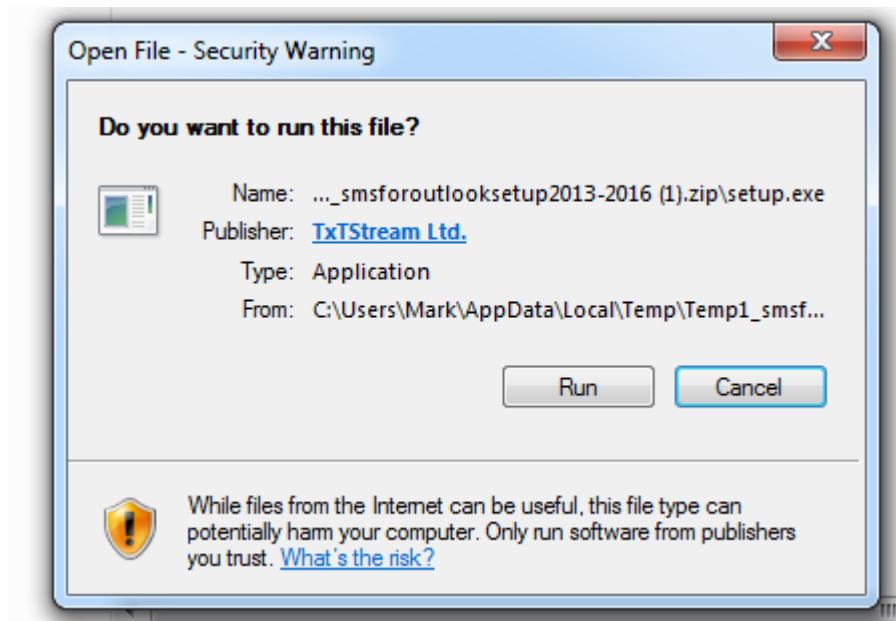 Open File - Security Warning
Do you want to run this file?
Name: ..._smsforoutlooksetup2013-2016 (1).zip\setup.exe
Publisher: TxTStream Ltd.
Type: Application
From: C:\Users\Mark\AppData\Local\Temp\Temp1_smsf...
Run Cancel
While files from the Internet can be useful, this file type can
potentially harm your computer. Only run software from publishers
you trust. What's the risk?